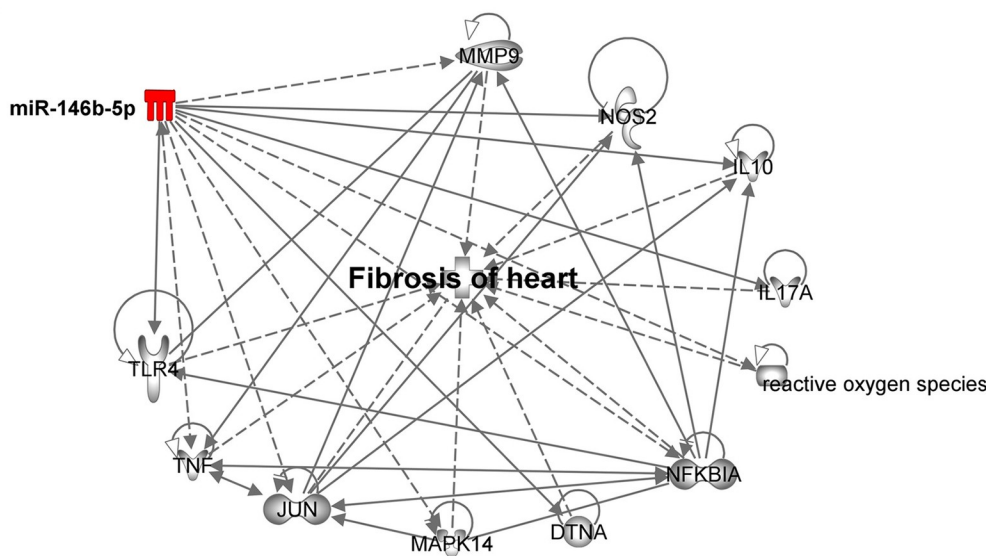 MMP9
miR-146b-5p
NOS2
IL10
Fibrosis of heart
IL17A
TLR4
reactive oxygen species
TNF
NFKBIA
JUN
DTNA
MAPK14